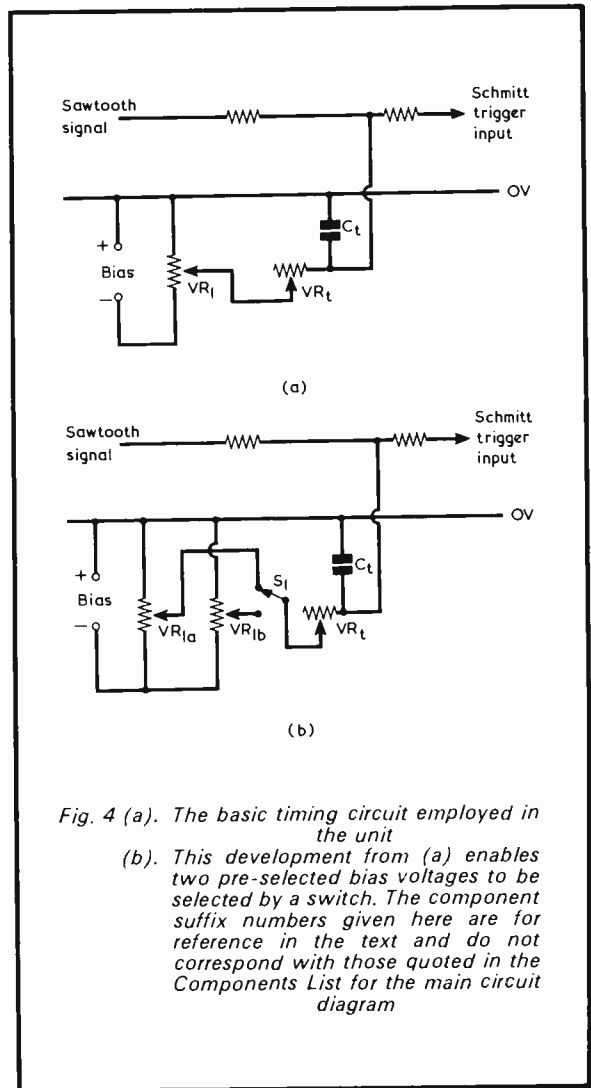 Sawtooth
signal
Schmitt
trigger
input
OV
+
Bias
−
VR1
Ct
VRt
(a)
Sawtooth
signal
Schmitt
trigger
input
OV
+
Bias
−
VR1a
VR1b
S1
Ct
VRt
(b)
Fig. 4 (a). The basic timing circuit employed in
the unit
(b). This development from (a) enables
two pre-selected bias voltages to be
selected by a switch. The component
suffix numbers given here are for
reference in the text and do not
correspond with those quoted in the
Components List for the main circuit
diagram